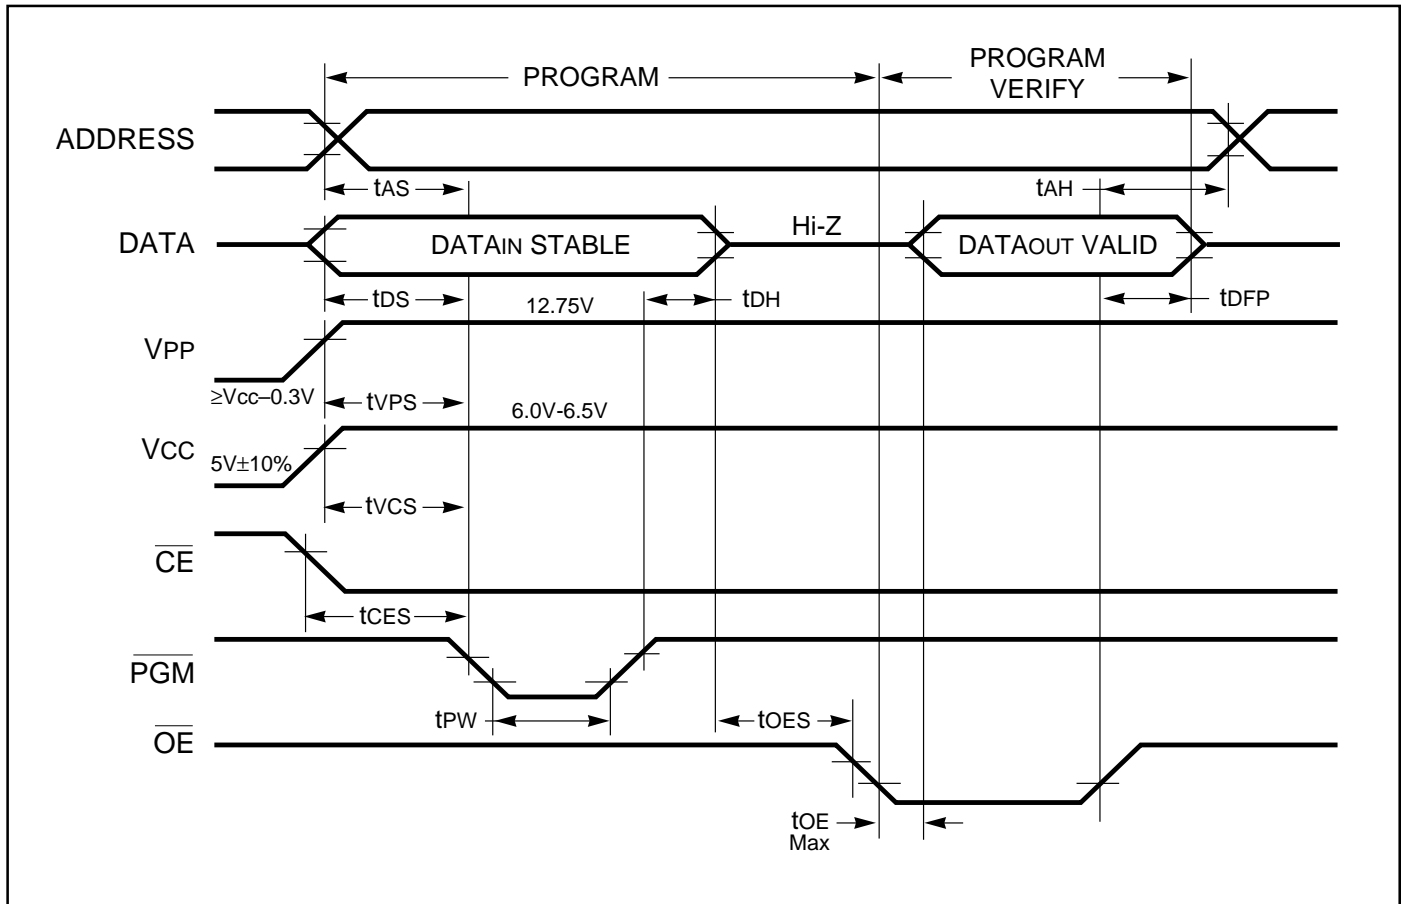 PROGRAM
PROGRAM
VERIFY
ADDRESS
tAS
tAH
DATA
DATAIN STABLE
Hi-Z
DATAOUT VALID
tDS
12.75V
tDH
tDFP
VPP
≥Vcc–0.3V
tVPS
6.0V-6.5V
VCC
5V±10%
tVCS
CE
tCES
PGM
tPW
tOES
OE
tOE
Max